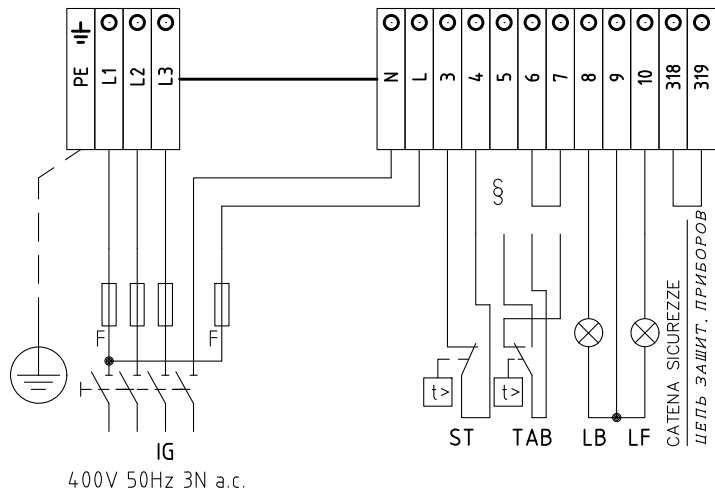 PE
L1
L2
L3
N
L
3
4
5
6
7
8
9
10
318
319
§
F
F
t>
t>
ST
TAB
LB
LF
CATENA SICUREZZE
ЦЕПЬ ЗАЩИТ. ПРИБОРОВ
IG
400V 50Hz 3N a.c.